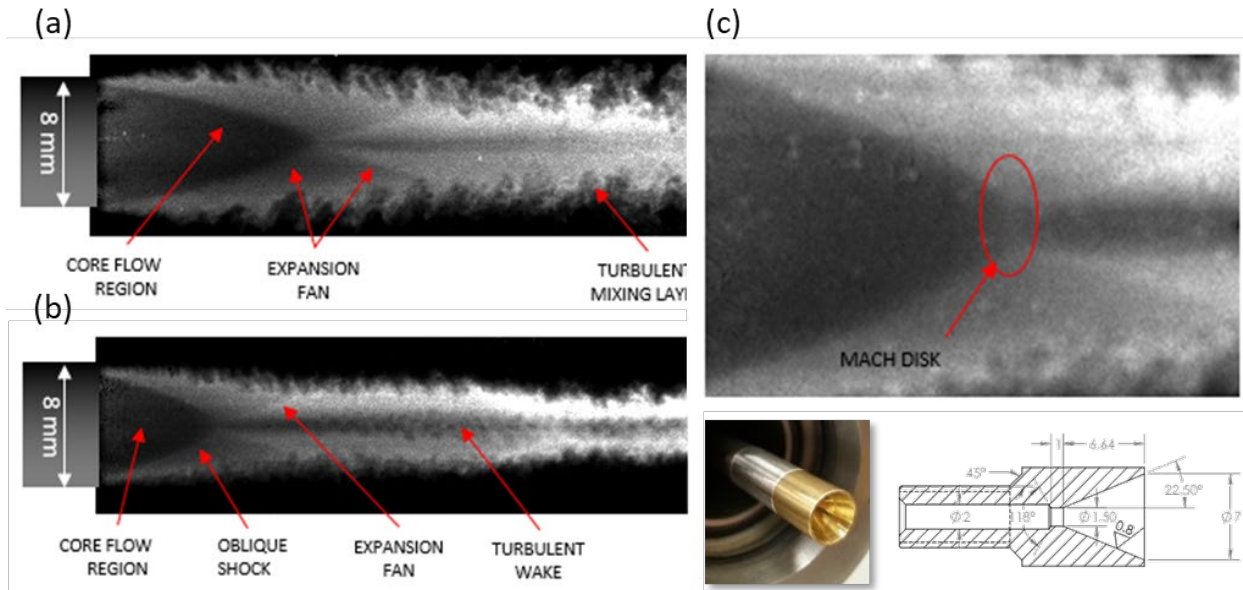 (a)
8 mm
CORE FLOW
REGION
EXPANSION
FAN
TURBULENT
MIXING LAY
(b)
8 mm
CORE FLOW
REGION
OBLIQUE
SHOCK
EXPANSION
FAN
TURBULENT
WAKE
(c)
MACH DISK
1
6.64
45°
22.50°
Ø2
Ø1.50
0.8
Ø7